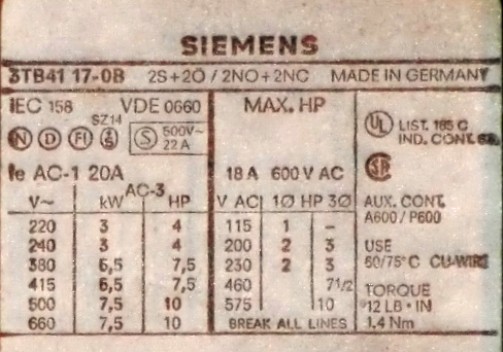 SIEMENS
3TB41 17-0B 2S+2Ö / 2NO+2NC MADE IN GERMANY
IEC 158 VDE 0660
SZ14
N D FI S
S 500V~
22 A
Ie AC-1 20A
AC-3
V~ kW HP
220 3 4
240 3 4
380 5,5 7,5
415 5,5 7,5
500 7,5 10
660 7,5 10
MAX. HP
18 A 600 V AC
V AC 1Ø HP 3Ø
115 1 –
200 2 3
230 2 3
460 7 1/2
575 10
BREAK ALL LINES
UL LIST. 165 C
IND. CONT. EQ.
SA
AUX. CONT.
A600 / P600
USE
60/75°C CU-WIRE
TORQUE
12 LB • IN
1.4 Nm